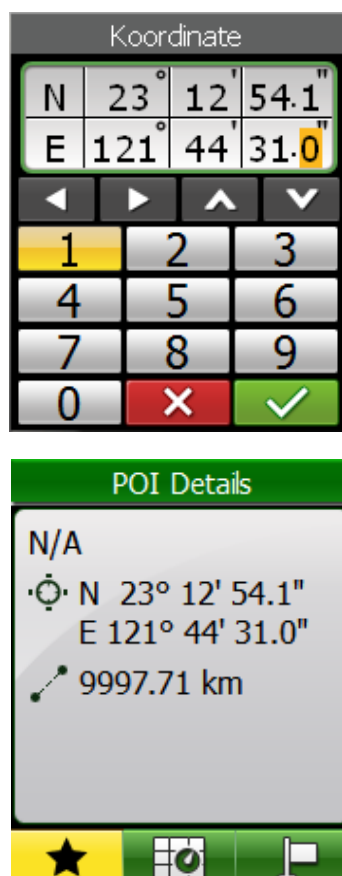 Koordinate
N 23° 12' 54.1"
E 121° 44' 31.0"
1 2 3
4 5 6
7 8 9
0
POI Details
N/A
N 23° 12' 54.1"
E 121° 44' 31.0"
9997.71 km